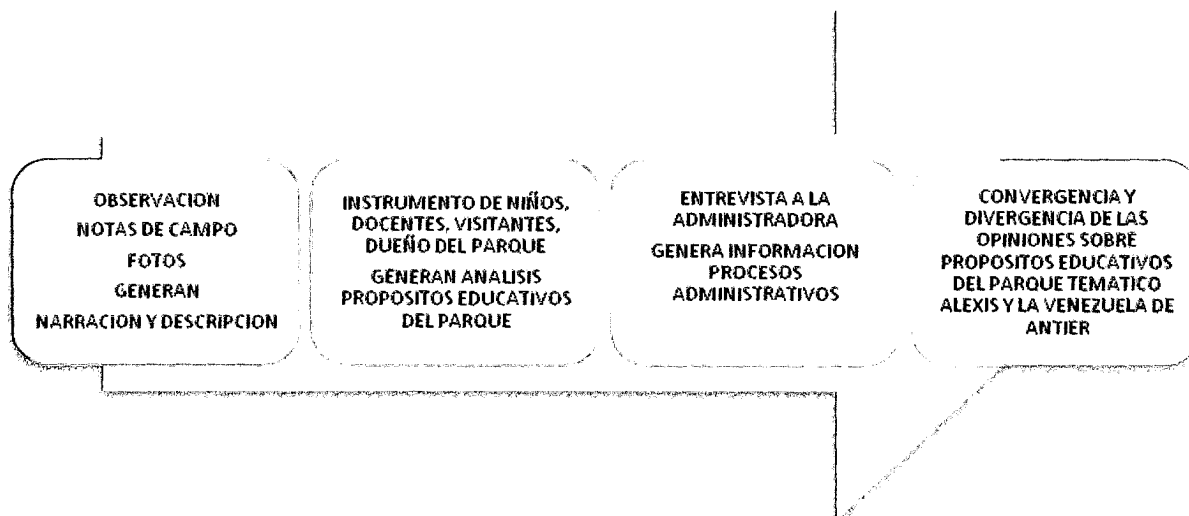 OBSERVACION
NOTAS DE CAMPO
FOTOS
GENERAN
NARRACION Y DESCRIPCION
INSTRUMENTO DE NIÑOS,
DOCENTES, VISITANTES,
DUEÑO DEL PARQUE
GENERAN ANALISIS
PROPOSITOS EDUCATIVOS
DEL PARQUE
ENTREVISTA A LA
ADMINISTRADORA
GENERA INFORMACION
PROCESOS
ADMINISTRATIVOS
CONVERGENCIA Y
DIVERGENCIA DE LAS
OPINIONES SOBRE
PROPOSITOS EDUCATIVOS
DEL PARQUE TEMATICO
ALEXIS Y LA VENEZUELA DE
ANTIER